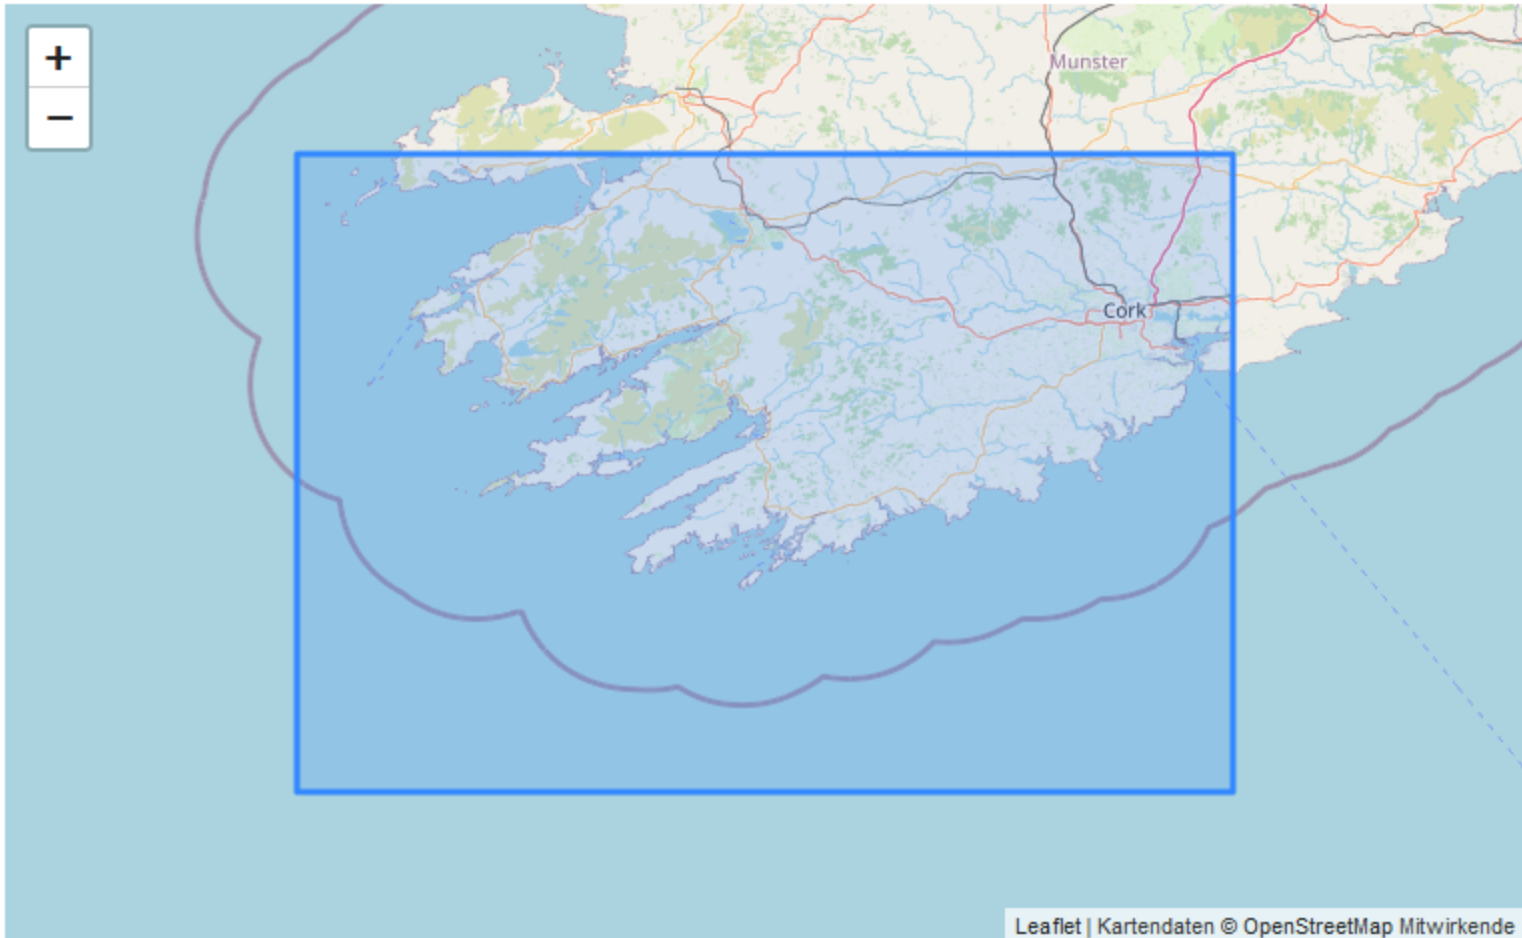 +
−
Munster
Cork
Leaflet | Kartendaten © OpenStreetMap Mitwirkende